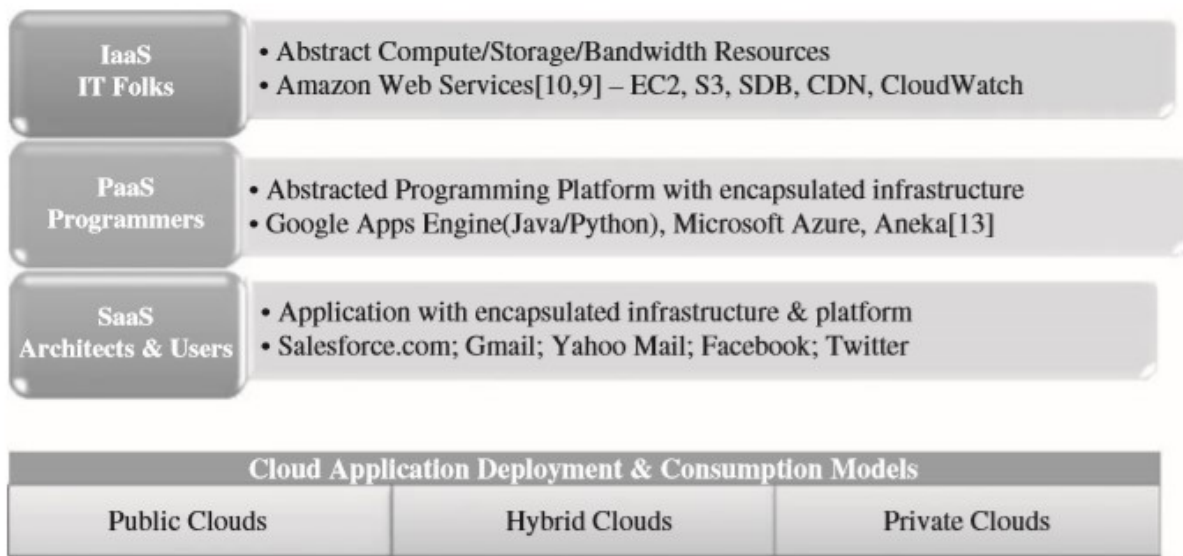 IaaS
IT Folks
• Abstract Compute/Storage/Bandwidth Resources
• Amazon Web Services[10,9] – EC2, S3, SDB, CDN, CloudWatch
PaaS
Programmers
• Abstracted Programming Platform with encapsulated infrastructure
• Google Apps Engine(Java/Python), Microsoft Azure, Aneka[13]
SaaS
Architects & Users
• Application with encapsulated infrastructure & platform
• Salesforce.com; Gmail; Yahoo Mail; Facebook; Twitter
Cloud Application Deployment & Consumption Models
Public Clouds
Hybrid Clouds
Private Clouds